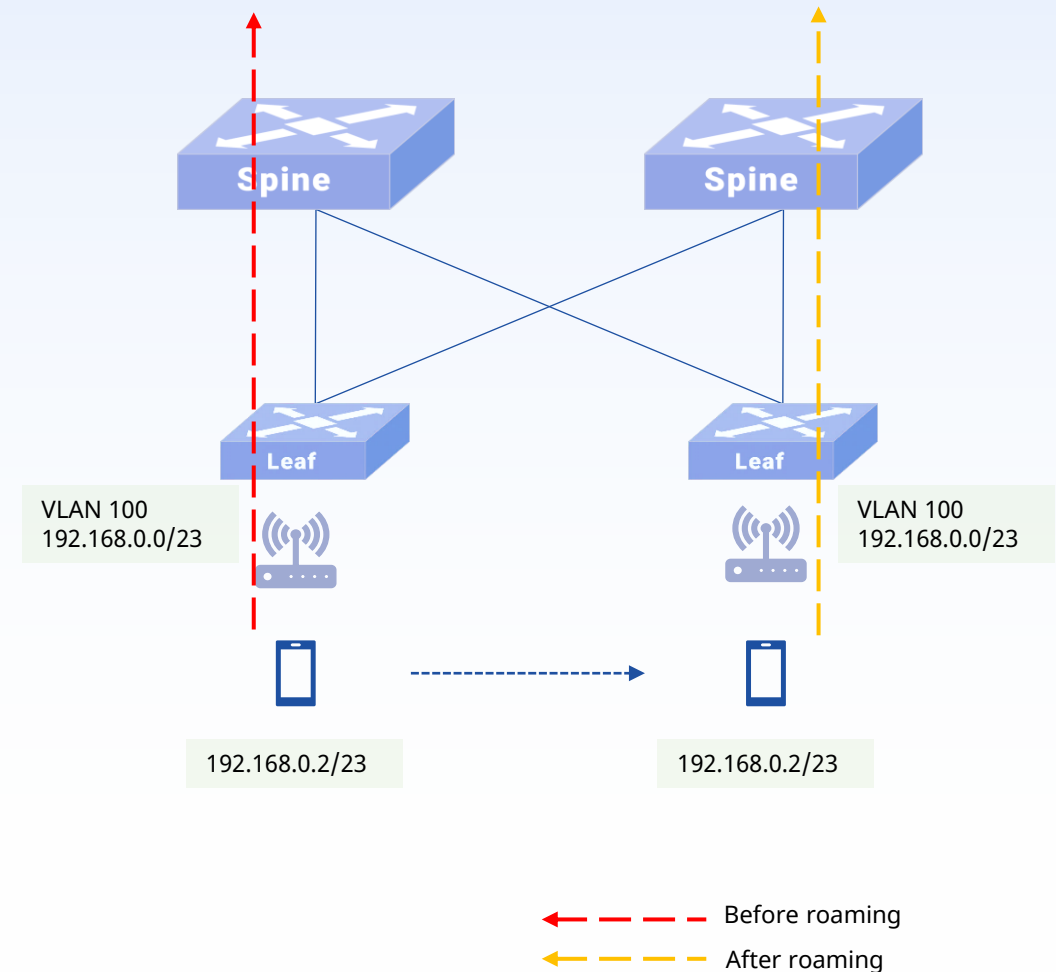 Spine
Spine
Leaf
Leaf
VLAN 100
192.168.0.0/23
VLAN 100
192.168.0.0/23
192.168.0.2/23
192.168.0.2/23
Before roaming
After roaming